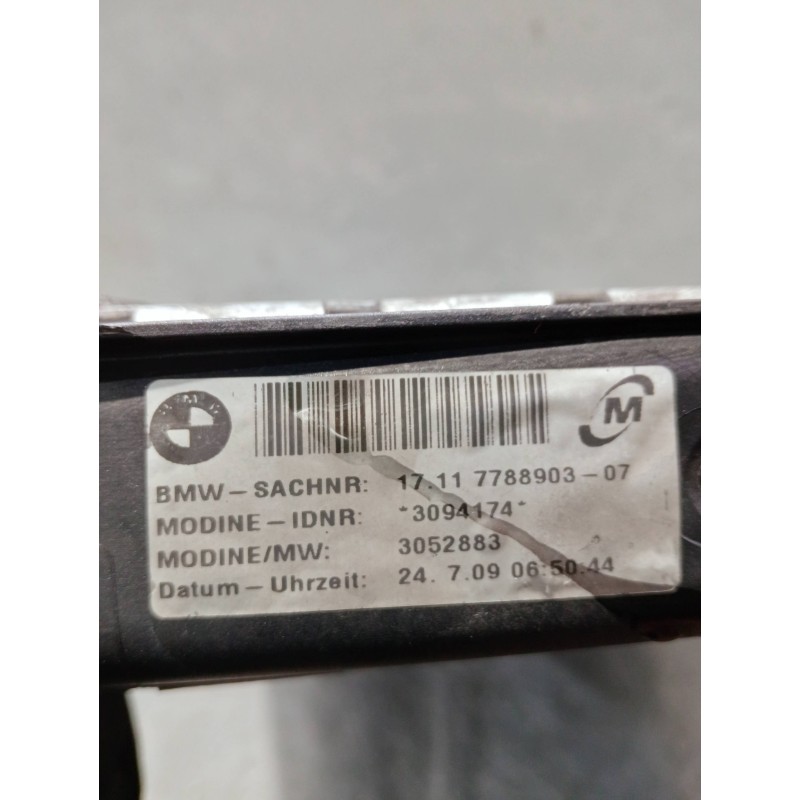 BMW
M
BMW-SACHNR: 17.11 7788903-07
MODINE-IDNR: *3094174*
MODINE/MW: 3052883
Datum-Uhrzeit: 24. 7.09 06:50:44